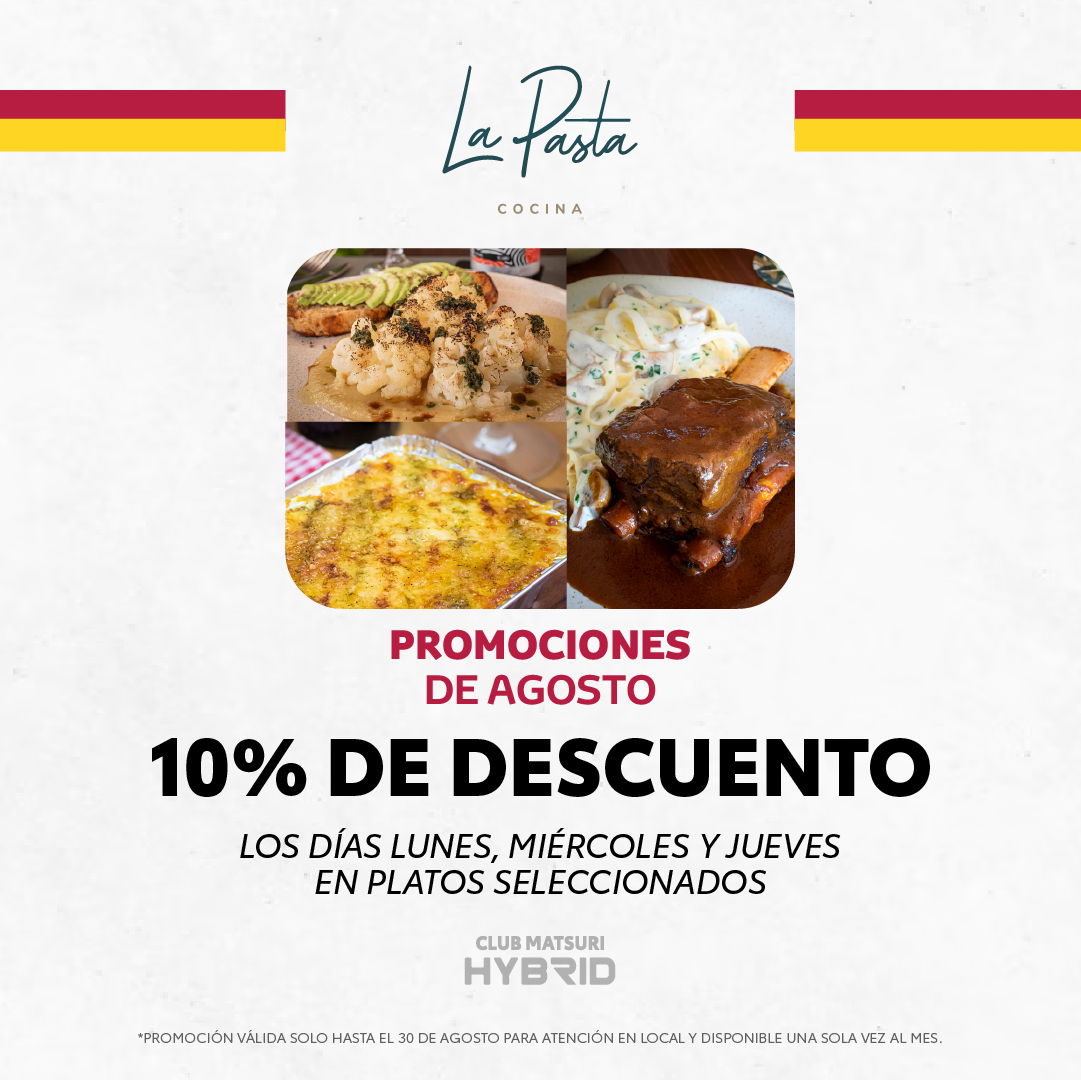 La Pasta
COCINA
PROMOCIONES
DE AGOSTO
10% DE DESCUENTO
LOS DÍAS LUNES, MIÉRCOLES Y JUEVES
EN PLATOS SELECCIONADOS
CLUB MATSURI
HYBRID
*PROMOCIÓN VÁLIDA SOLO HASTA EL 30 DE AGOSTO PARA ATENCIÓN EN LOCAL Y DISPONIBLE UNA SOLA VEZ AL MES.